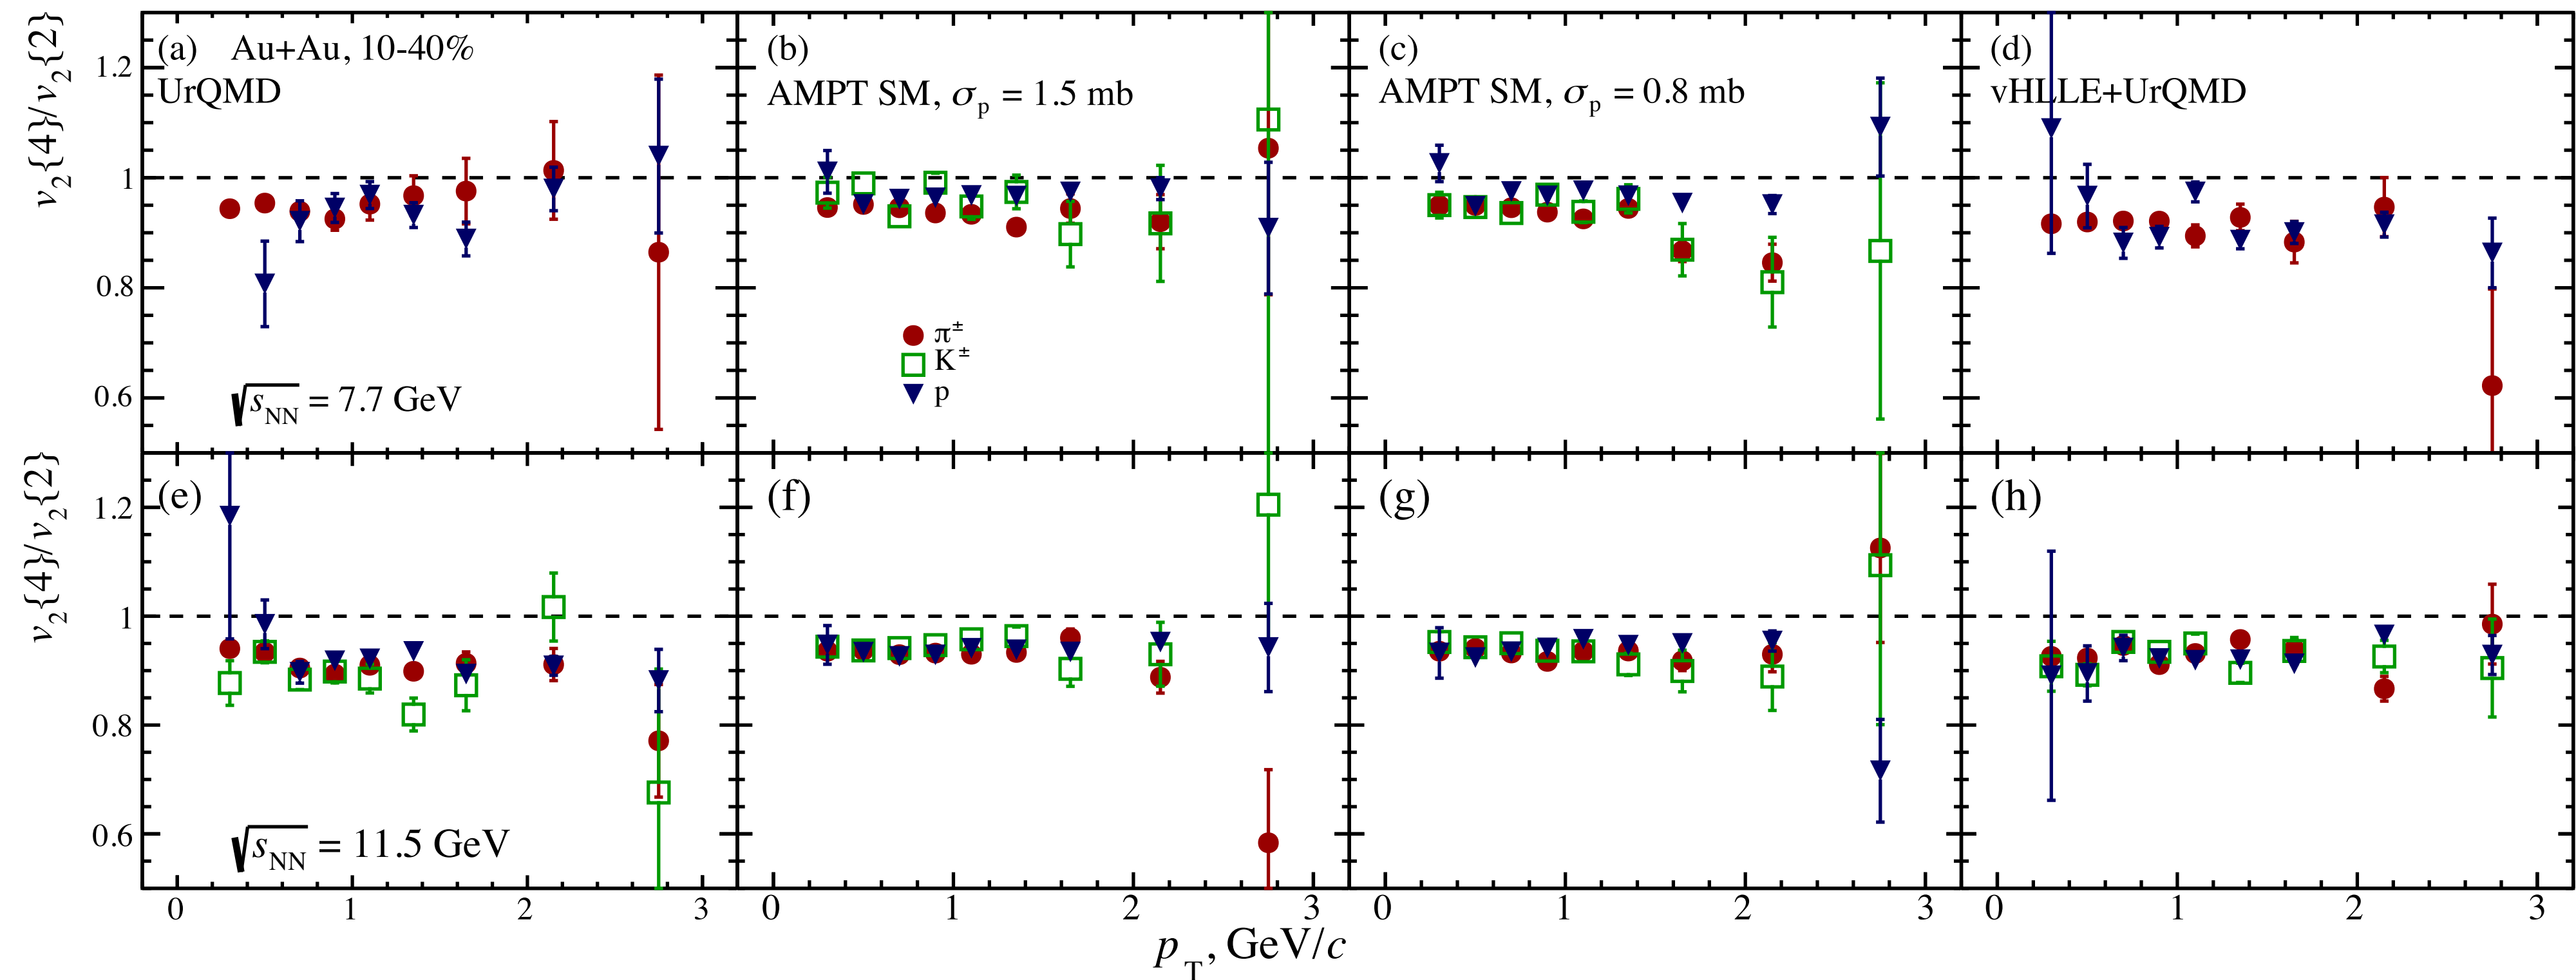 v₂{4}/v₂{2}
(a) Au+Au, 10-40%
UrQMD
(b)
AMPT SM, σₚ = 1.5 mb
(c)
AMPT SM, σₚ = 0.8 mb
(d)
vHLLE+UrQMD
1.2
1
0.8
0.6
π±
K±
p
√sNN = 7.7 GeV
v₂{4}/v₂{2}
(e)
(f)
(g)
(h)
1.2
1
0.8
0.6
√sNN = 11.5 GeV
0 1 2 3 0 1 2 3 0 1 2 3 0 1 2 3
pT, GeV/c